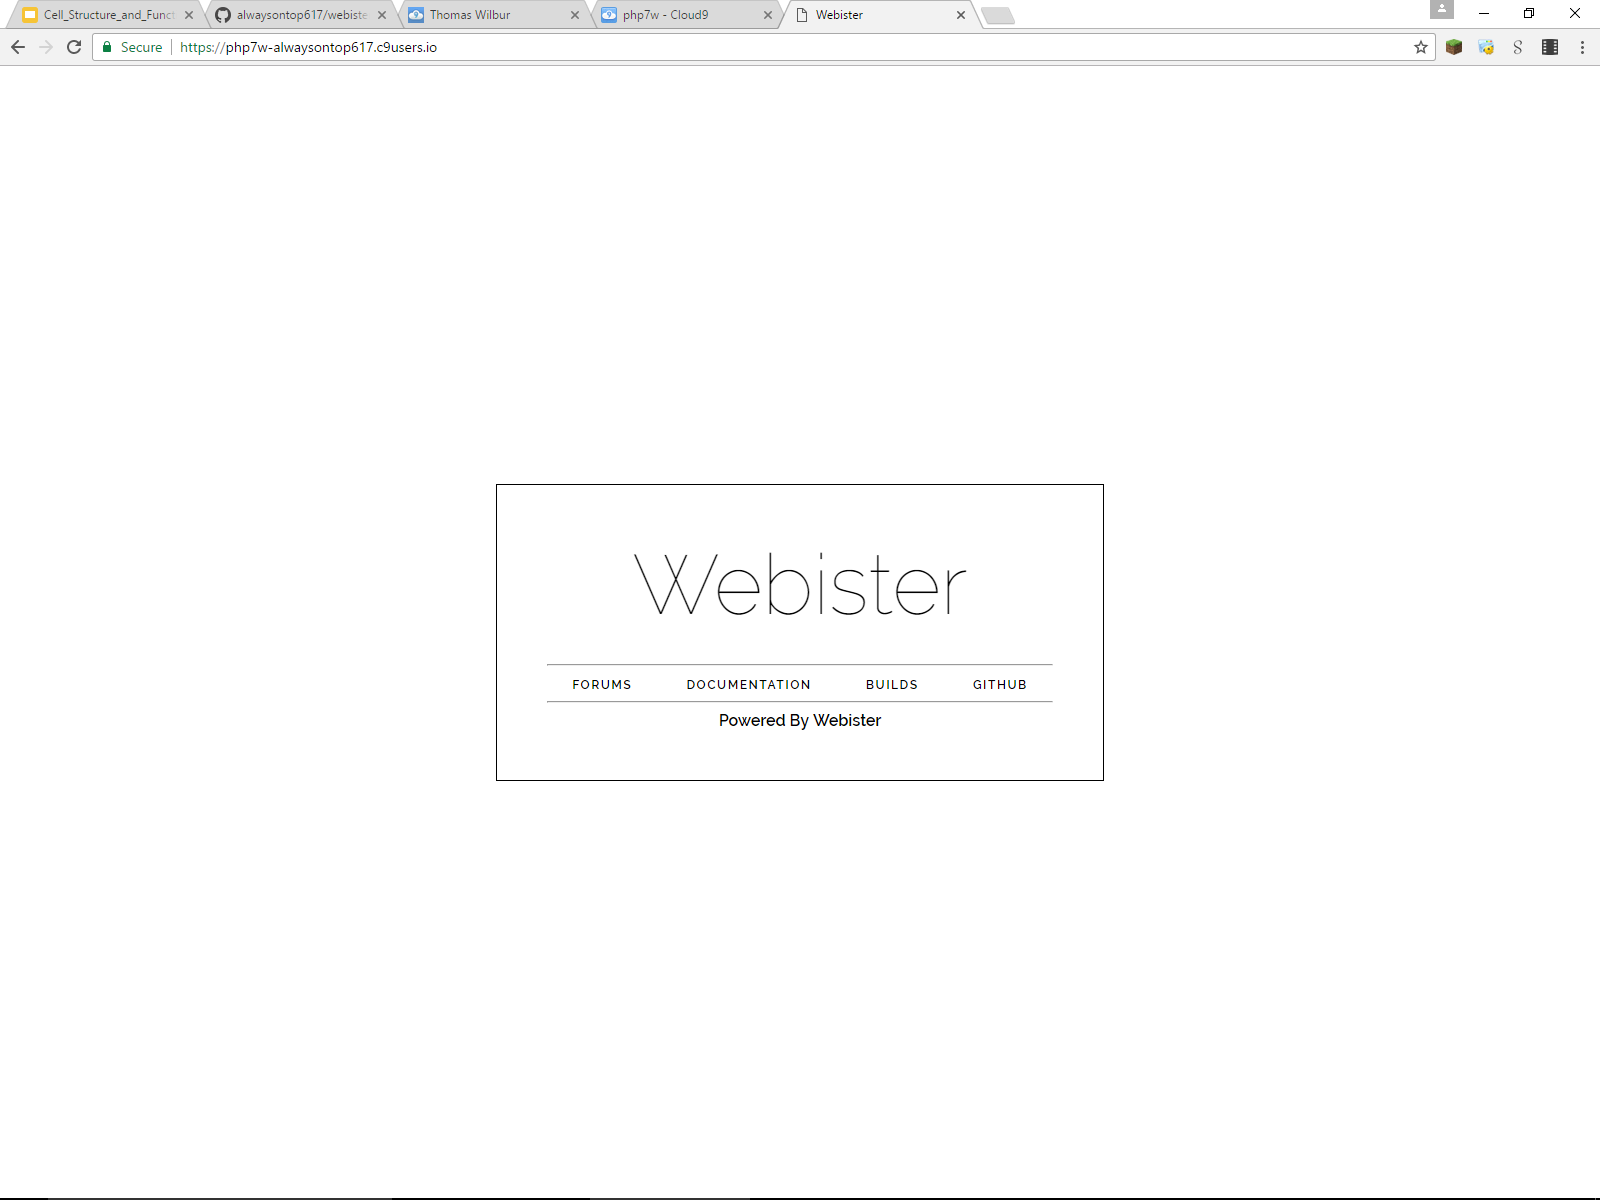 Cell_Structure_and_Funct
alwaysontop617/webiste
Thomas Wilbur
php7w - Cloud9
Webister
Secure
https://php7w-alwaysontop617.c9users.io
Webister
FORUMS DOCUMENTATION BUILDS GITHUB
Powered By Webister